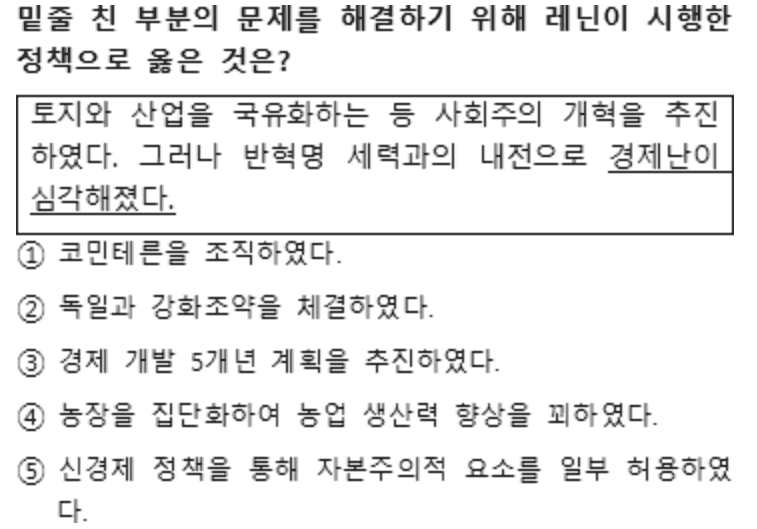 밑줄 친 부분의 문제를 해결하기 위해 레닌이 시행한
정책으로 옳은 것은?
토지와 산업을 국유화하는 등 사회주의 개혁을 추진
하였다. 그러나 반혁명 세력과의 내전으로 경제난이
심각해졌다.
① 코민테른을 조직하였다.
② 독일과 강화조약을 체결하였다.
③ 경제 개발 5개년 계획을 추진하였다.
④ 농장을 집단화하여 농업 생산력 향상을 꾀하였다.
⑤ 신경제 정책을 통해 자본주의적 요소를 일부 허용하였
다.